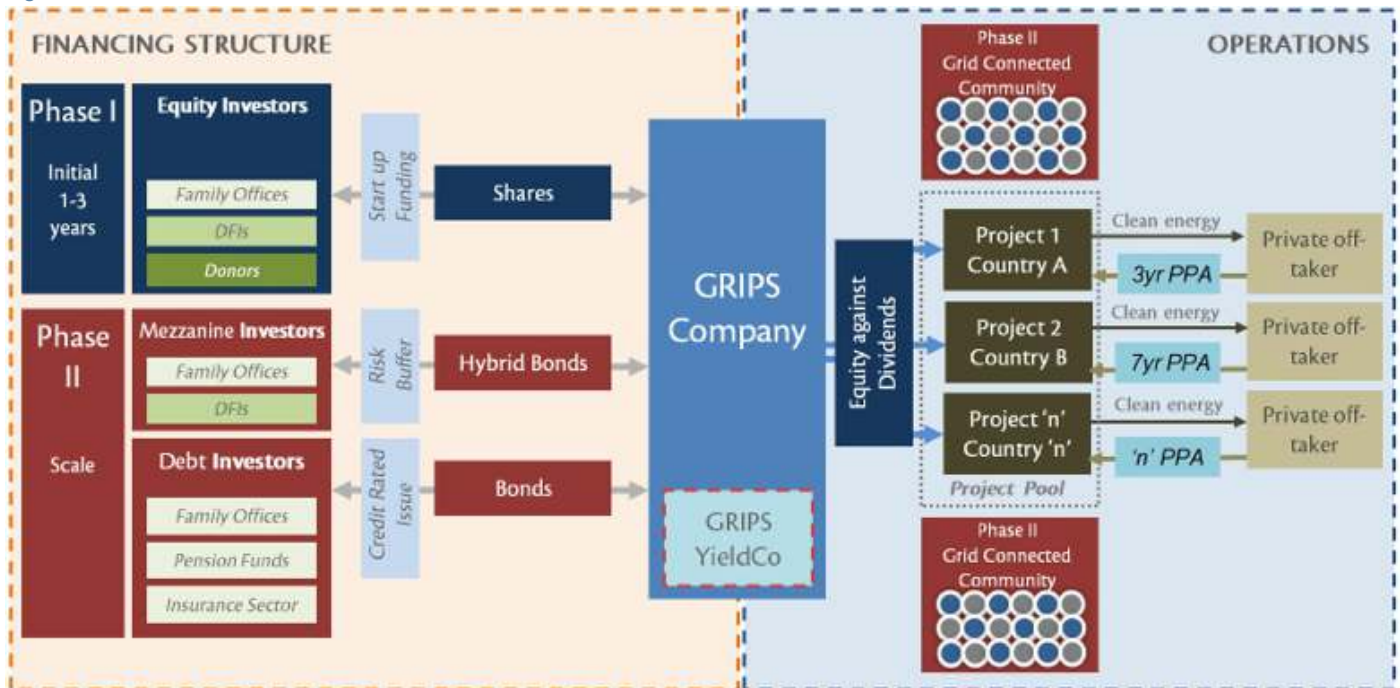 FINANCING STRUCTURE
Phase I
Initial
1-3
years
Equity Investors
Family Offices
DFIs
Donors
Start up
Funding
Shares
Phase
II
Scale
Mezzanine Investors
Family Offices
DFIs
Risk
Buffer
Hybrid Bonds
Debt Investors
Family Offices
Pension Funds
Insurance Sector
Credit Rated
Issue
Bonds
GRIPS
Company
GRIPS
YieldCo
OPERATIONS
Phase II
Grid Connected
Community
Equity against
Dividends
Project 1
Country A
Clean energy
3yr PPA
Private off-
taker
Project 2
Country B
Clean energy
7yr PPA
Private off-
taker
Project 'n'
Country 'n'
Clean energy
'n' PPA
Private off-
taker
Project Pool
Phase II
Grid Connected
Community